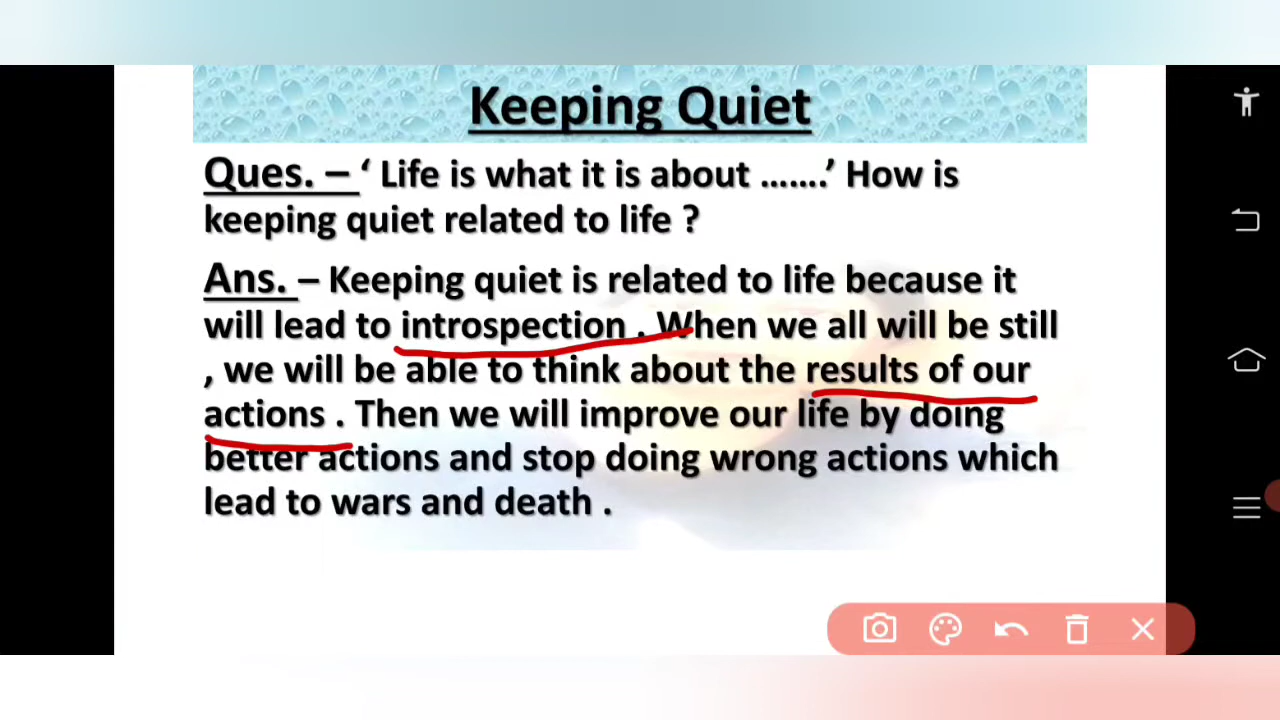 Keeping Quiet
Ques. – ‘ Life is what it is about …….’ How is
keeping quiet related to life ?
Ans. – Keeping quiet is related to life because it
will lead to introspection . When we all will be still
, we will be able to think about the results of our
actions . Then we will improve our life by doing
better actions and stop doing wrong actions which
lead to wars and death .